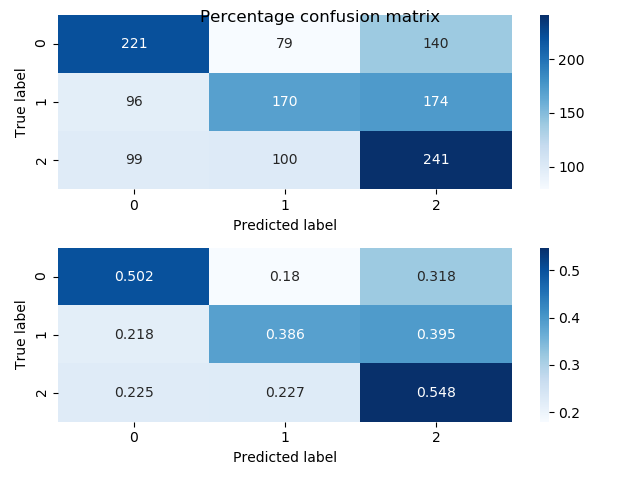 Percentage confusion matrix
True label
0 221 79 140
1 96 170 174
2 99 100 241
0 1 2
Predicted label
200
150
100
True label
0 0.502 0.18 0.318
1 0.218 0.386 0.395
2 0.225 0.227 0.548
0 1 2
Predicted label
0.5
0.4
0.3
0.2